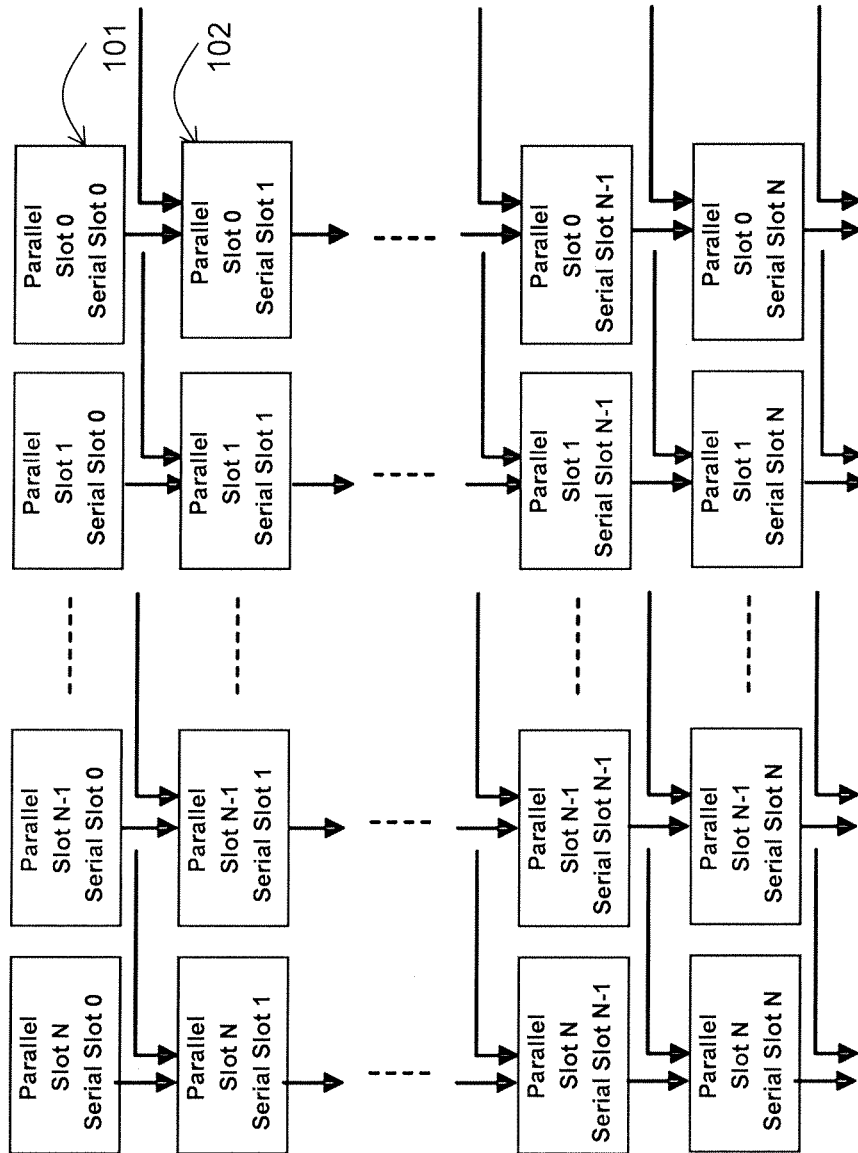 Parallel
Slot N
Serial Slot N
Parallel
Slot N
Serial Slot N-1
Parallel
Slot N
Serial Slot 1
Parallel
Slot N
Serial Slot 0
Parallel
Slot N-1
Serial Slot N
Parallel
Slot N-1
Serial Slot N-1
Parallel
Slot N-1
Serial Slot 1
Parallel
Slot N-1
Serial Slot 0
Parallel
Slot 1
Serial Slot N
Parallel
Slot 1
Serial Slot N-1
Parallel
Slot 1
Serial Slot 1
Parallel
Slot 1
Serial Slot 0
Parallel
Slot 0
Serial Slot N
Parallel
Slot 0
Serial Slot N-1
Parallel
Slot 0
Serial Slot 1
Parallel
Slot 0
Serial Slot 0
102
101